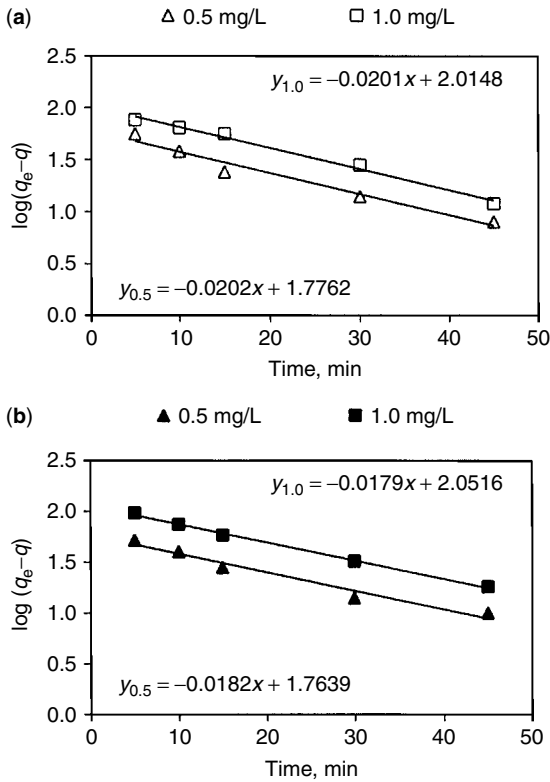 (a) 0.5 mg/L 1.0 mg/L
2.5
y1.0 = −0.0201x + 2.0148
2.0
1.5
log(qe−q)
1.0
0.5
y0.5 = −0.0202x + 1.7762
0.0
0 10 20 30 40 50
Time, min
(b) 0.5 mg/L 1.0 mg/L
2.5
y1.0 = −0.0179x + 2.0516
2.0
1.5
log (qe−q)
1.0
0.5
y0.5 = −0.0182x + 1.7639
0.0
0 10 20 30 40 50
Time, min